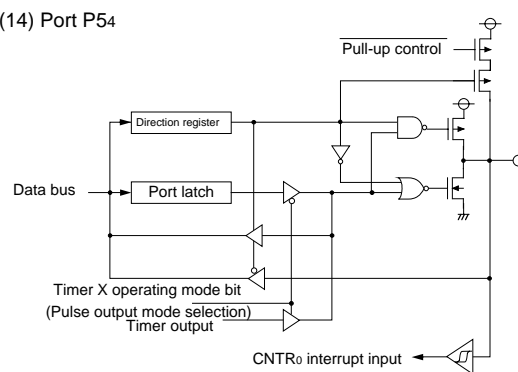 (14) Port P54
Pull-up control
Direction register
Data bus
Port latch
Timer X operating mode bit
(Pulse output mode selection)
Timer output
CNTR0 interrupt input